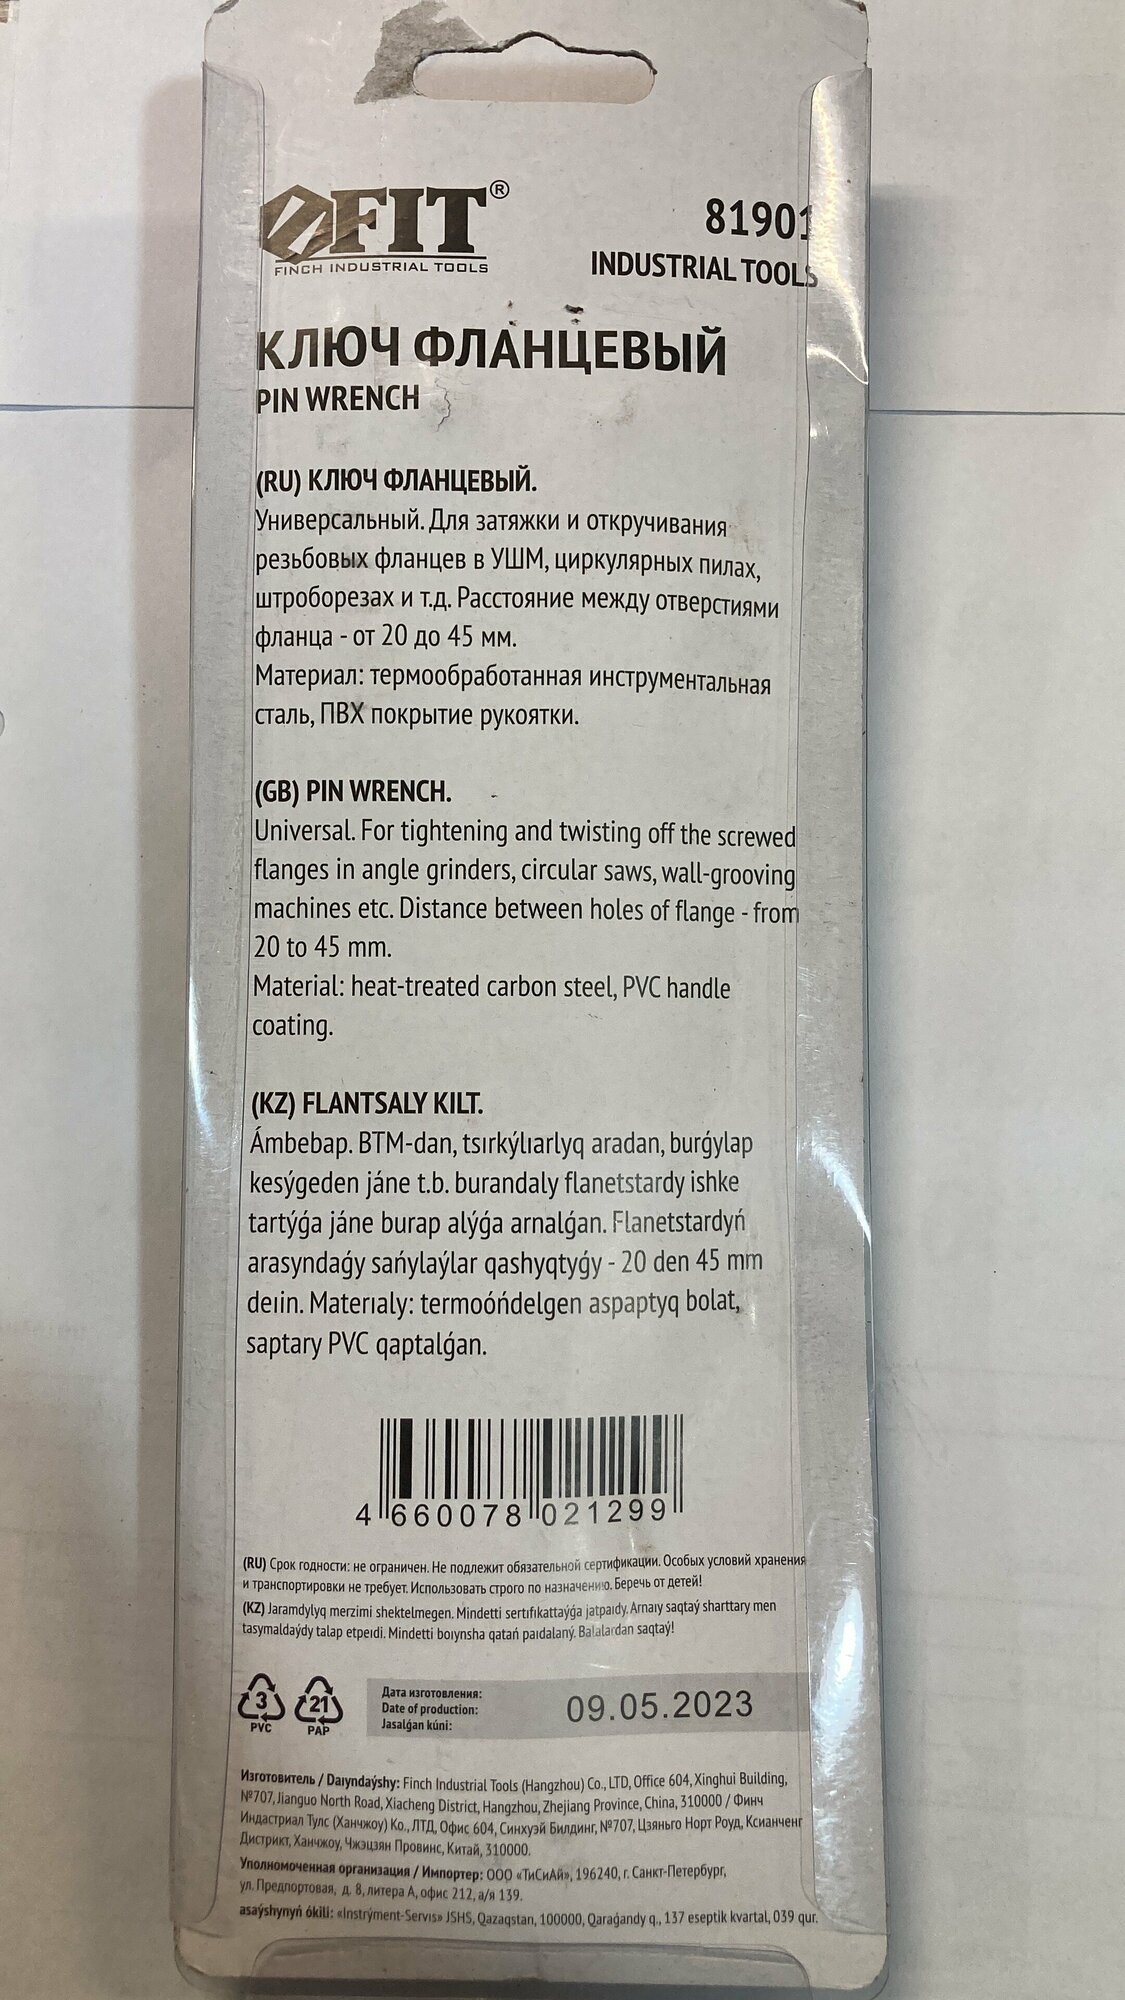 FIT®
FINCH INDUSTRIAL TOOLS
81901
INDUSTRIAL TOOLS
КЛЮЧ ФЛАНЦЕВЫЙ
PIN WRENCH
(RU) КЛЮЧ ФЛАНЦЕВЫЙ.
Универсальный. Для затяжки и откручивания
резьбовых фланцев в УШМ, циркулярных пилах,
штроборезах и т.д. Расстояние между отверстиями
фланца - от 20 до 45 мм.
Материал: термообработанная инструментальная
сталь, ПВХ покрытие рукоятки.
(GB) PIN WRENCH.
Universal. For tightening and twisting off the screwed
flanges in angle grinders, circular saws, wall-grooving
machines etc. Distance between holes of flange - from
20 to 45 mm.
Material: heat-treated carbon steel, PVC handle
coating.
(KZ) FLANTSALY KILT.
Ámbebap. BTM-dan, tsırkýlıarlyq aradan, burǵylap
kesýgeden jáne t.b. burandaly flanetstardy ishke
tartýǵa jáne burap alýǵa arnalǵan. Flanetstardyń
arasyndaǵy sańylaýlar qashyqtyǵy - 20 den 45 mm
deıin. Materıaly: termoóńdelgen aspaptyq bolat,
saptary PVC qaptalǵan.
4 660078 021299
(RU) Срок годности: не ограничен. Не подлежит обязательной сертификации. Особых условий хранения
и транспортировки не требует. Использовать строго по назначению. Беречь от детей!
(KZ) Jaramdylyq merzimi shektelmegen. Mindetti sertıfıkattaýǵa jatpaıdy. Arnaıy saqtaý sharttary men
tasymaldaýdy talap etpeıdi. Mindetti boıynsha qatań paıdalaný. Balalardan saqtaý!
3
PVC
21
PAP
Дата изготовления:
Date of production:
Jasalǵan kúni:
09.05.2023
Изготовитель / Daıyndaýshy: Finch Industrial Tools (Hangzhou) Co., LTD, Office 604, Xinghui Building,
№707, Jianguo North Road, Xiacheng District, Hangzhou, Zhejiang Province, China, 310000 / Финч
Индастриал Тулс (Ханчжоу) Ко., ЛТД, Офис 604, Синхуэй Билдинг, №707, Цзяньго Норт Роуд, Ксианченг
Дистрикт, Ханчжоу, Чжэцзян Провинс, Китай, 310000.
Уполномоченная организация / Импортер: ООО «ТиСиАй», 196240, г. Санкт-Петербург,
ул. Предпортовая, д. 8, литера А, офис 212, а/я 139.
asaýshynyń ókili: «Instrýment-Servıs» JSHS, Qazaqstan, 100000, Qaraǵandy q., 137 eseptik kvartal, 039 qur.